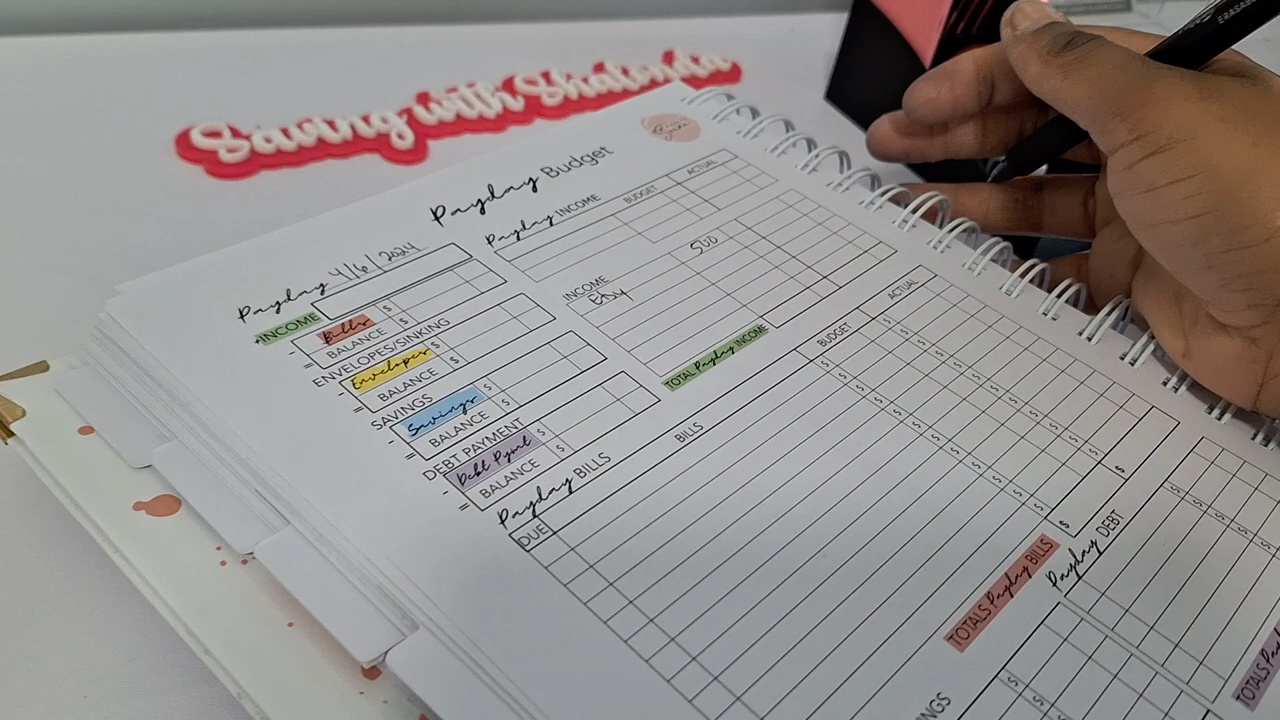 Saving with Shalinda
ERASABLE
Payday Budget
Payday 4/6/2024
INCOME
- Bills $
= BALANCE $
ENVELOPES/SINKING
- Envelopes $
= BALANCE $
SAVINGS
- Savings $
= BALANCE $
DEBT PAYMENT
- Debt Pymt $
= BALANCE $
Payday INCOME BUDGET ACTUAL
INCOME
500
TOTAL Payday INCOME
Payday BILLS
DUE BILLS BUDGET ACTUAL
TOTALS Payday BILLS $ $
Payday DEBT